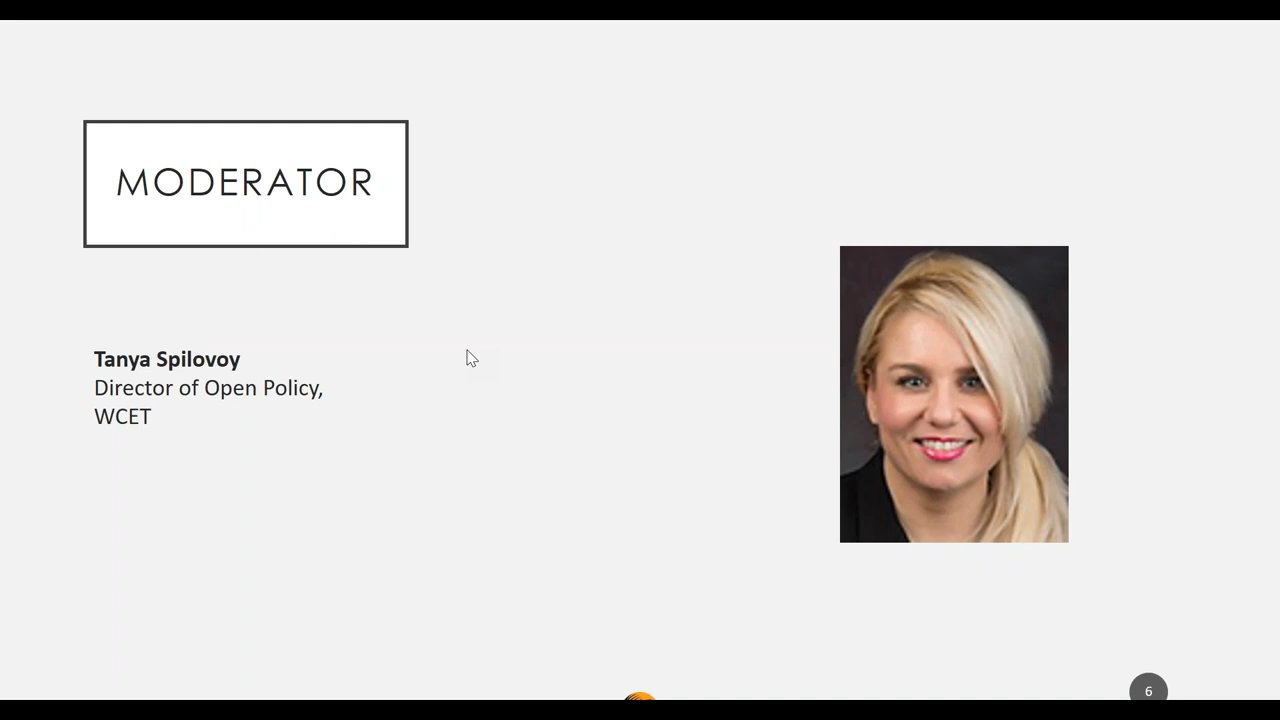 MODERATOR
Tanya Spilovoy
Director of Open Policy,
WCET
6